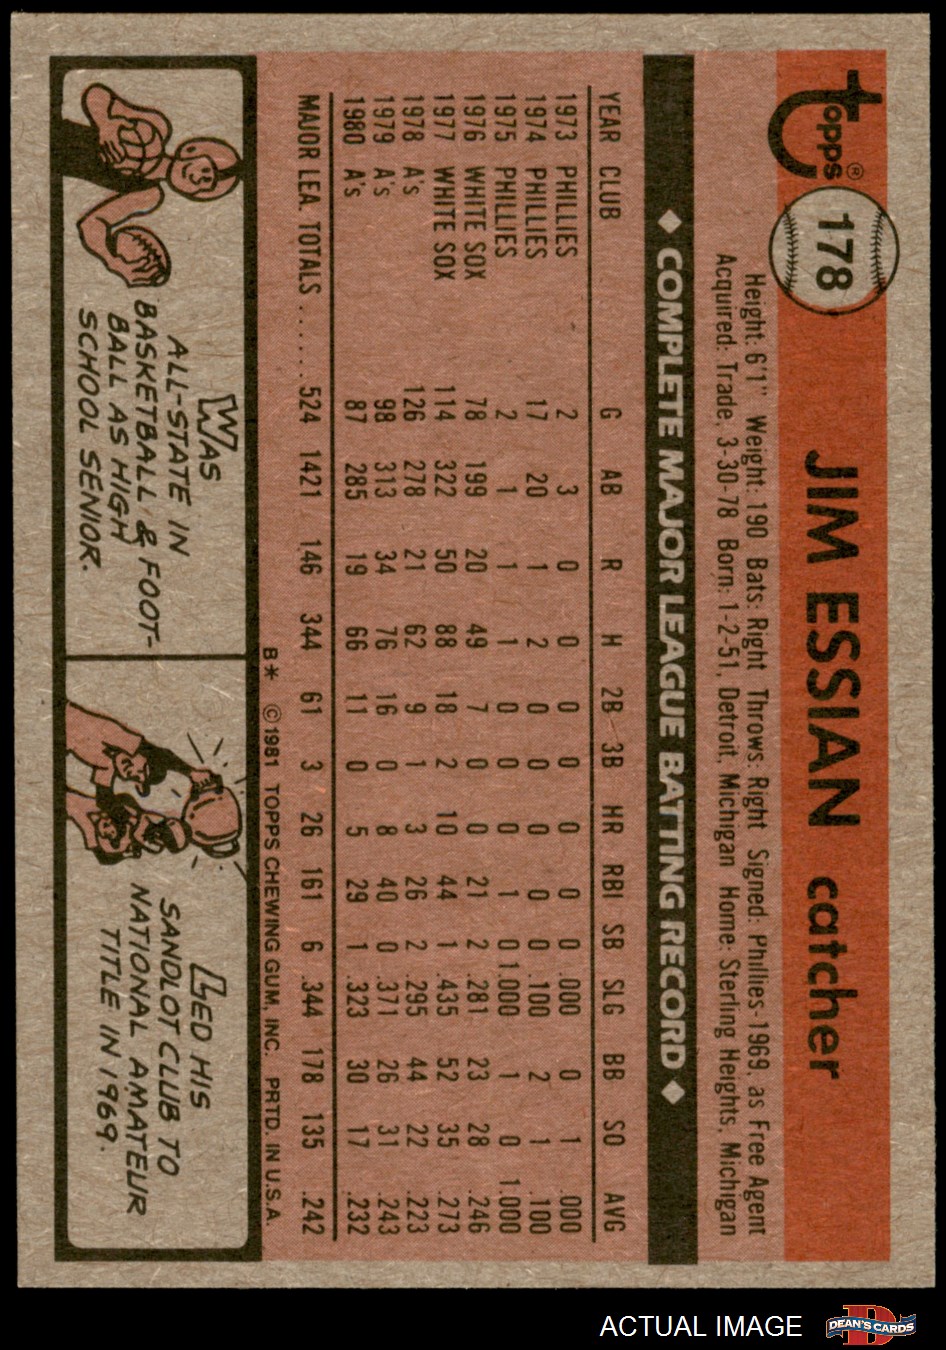 Topps® 178 JIM ESSIAN catcher
Height: 6'1" Weight: 190 Bats: Right Throws: Right Signed: Phillies-1969, as Free Agent
Acquired: Trade, 3-30-78 Born: 1-2-51, Detroit, Michigan Home: Sterling Heights, Michigan
◆ COMPLETE MAJOR LEAGUE BATTING RECORD ◆
YEAR CLUB G AB R H 2B 3B HR RBI SB SLG BB SO AVG
1973 PHILLIES 2 3 0 0 0 0 0 0 0 .000 0 1 .000
1974 PHILLIES 17 20 1 2 0 0 0 0 0 .100 2 1 .100
1975 PHILLIES 2 1 1 1 0 0 0 1 0 1.000 1 0 1.000
1976 WHITE SOX 78 199 20 49 7 0 0 21 2 .281 23 28 .246
1977 WHITE SOX 114 322 50 88 18 2 10 44 1 .435 52 35 .273
1978 A's 126 278 21 62 9 1 3 26 2 .295 44 22 .223
1979 A's 98 313 34 76 16 0 8 40 0 .371 26 31 .243
1980 A's 87 285 19 66 11 0 5 29 1 .323 30 17 .232
MAJOR LEA. TOTALS ...... 524 1421 146 344 61 3 26 161 6 .344 178 135 .242
B* © 1981 TOPPS CHEWING GUM, INC. PRTD. IN U.S.A.
WAS
ALL-STATE IN
BASKETBALL & FOOT-
BALL AS HIGH
SCHOOL SENIOR.
LED HIS
SANDLOT CLUB TO
NATIONAL AMATEUR
TITLE IN 1969.
ACTUAL IMAGE
D
DEAN'S CARDS